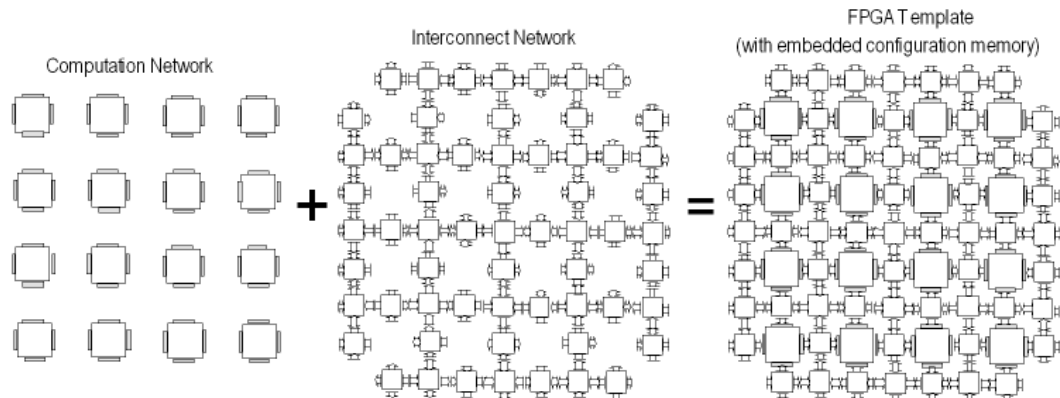 Computation Network
+
Interconnect Network
=
FPGA Template
(with embedded configuration memory)